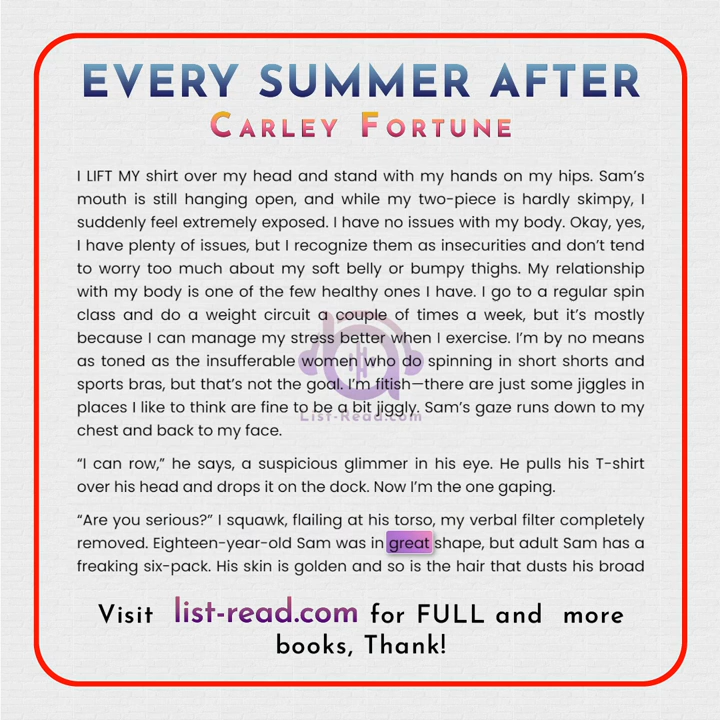 EVERY SUMMER AFTER
CARLEY FORTUNE
I LIFT MY shirt over my head and stand with my hands on my hips. Sam’s
mouth is still hanging open, and while my two-piece is hardly skimpy, I
suddenly feel extremely exposed. I have no issues with my body. Okay, yes,
I have plenty of issues, but I recognize them as insecurities and don’t tend
to worry too much about my soft belly or bumpy thighs. My relationship
with my body is one of the few healthy ones I have. I go to a regular spin
class and do a weight circuit a couple of times a week, but it’s mostly
because I can manage my stress better when I exercise. I’m by no means
as toned as the insufferable women who do spinning in short shorts and
sports bras, but that’s not the goal. I’m fitish—there are just some jiggles in
places I like to think are fine to be a bit jiggly. Sam’s gaze runs down to my
List-Read.com
chest and back to my face.
“I can row,” he says, a suspicious glimmer in his eye. He pulls his T-shirt
over his head and drops it on the dock. Now I’m the one gaping.
“Are you serious?” I squawk, flailing at his torso, my verbal filter completely
removed. Eighteen-year-old Sam was in great shape, but adult Sam has a
freaking six-pack. His skin is golden and so is the hair that dusts his broad
Visit list-read.com for FULL and more
books, Thank!